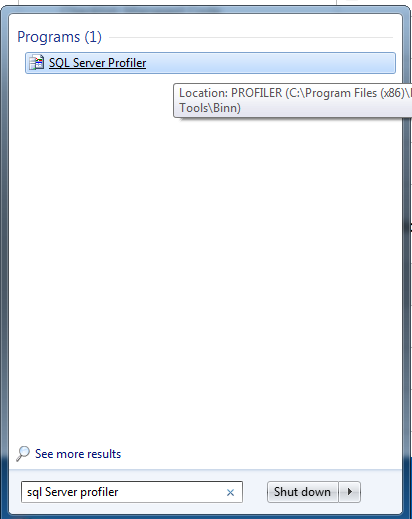 Programs (1)
SQL Server Profiler
Location: PROFILER (C:\Program Files (x86)\
Tools\Binn)
See more results
sql Server profiler
Shut down